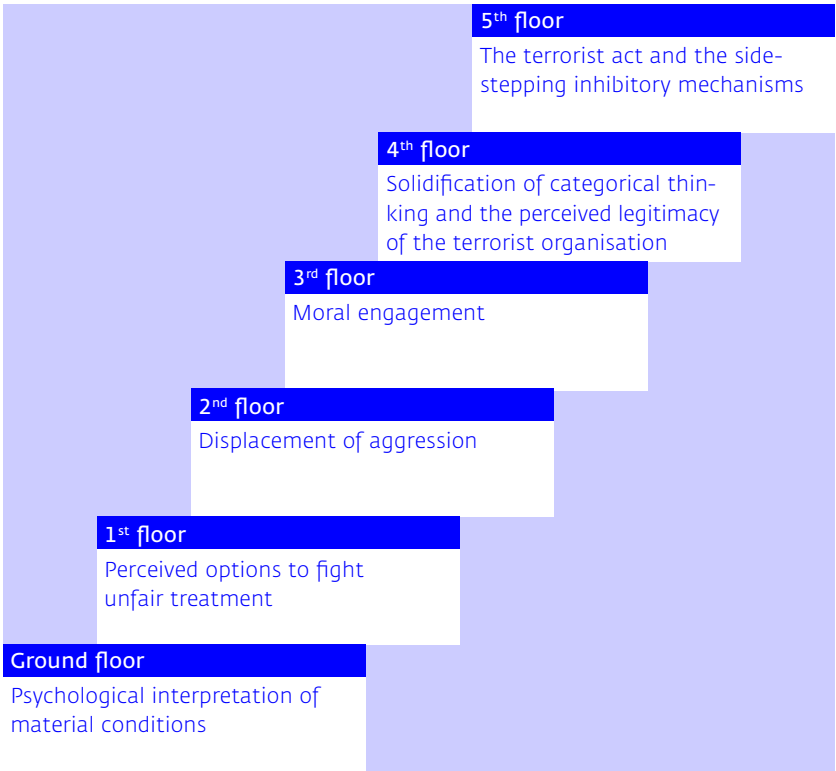 5th floor
The terrorist act and the side-
stepping inhibitory mechanisms
4th floor
Solidification of categorical thin-
king and the perceived legitimacy
of the terrorist organisation
3rd floor
Moral engagement
2nd floor
Displacement of aggression
1st floor
Perceived options to fight
unfair treatment
Ground floor
Psychological interpretation of
material conditions